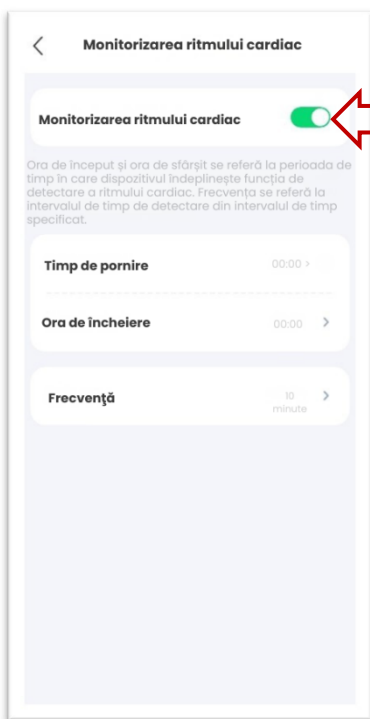 Monitorizarea ritmului cardiac
Monitorizarea ritmului cardiac
Ora de început și ora de sfârșit se referă la perioada de
timp în care dispozitivul îndeplinește funcția de
detectare a ritmului cardiac. Frecvența se referă la
intervalul de timp de detectare din intervalul de timp
specificat.
Timp de pornire 00:00 >
Ora de încheiere 00:00 >
Frecvență 10
minute >